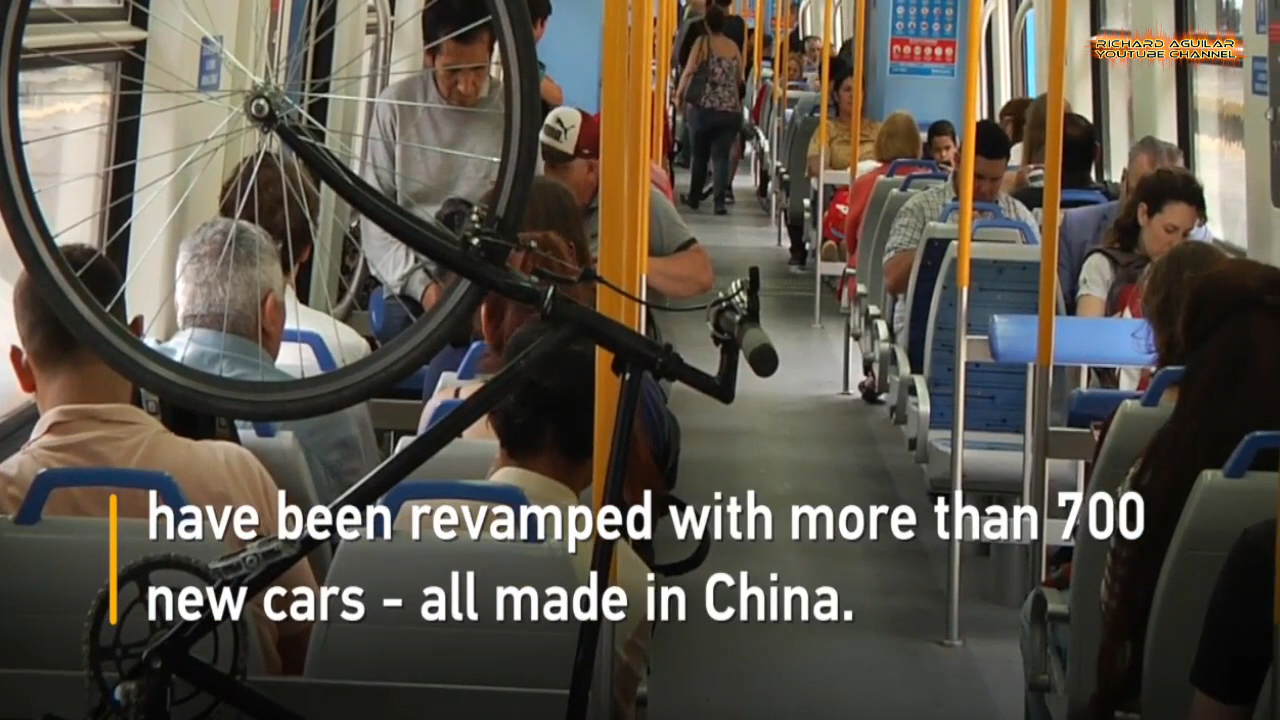 RICHARD AGUILAR
YOUTUBE CHANNEL
have been revamped with more than 700
new cars - all made in China.